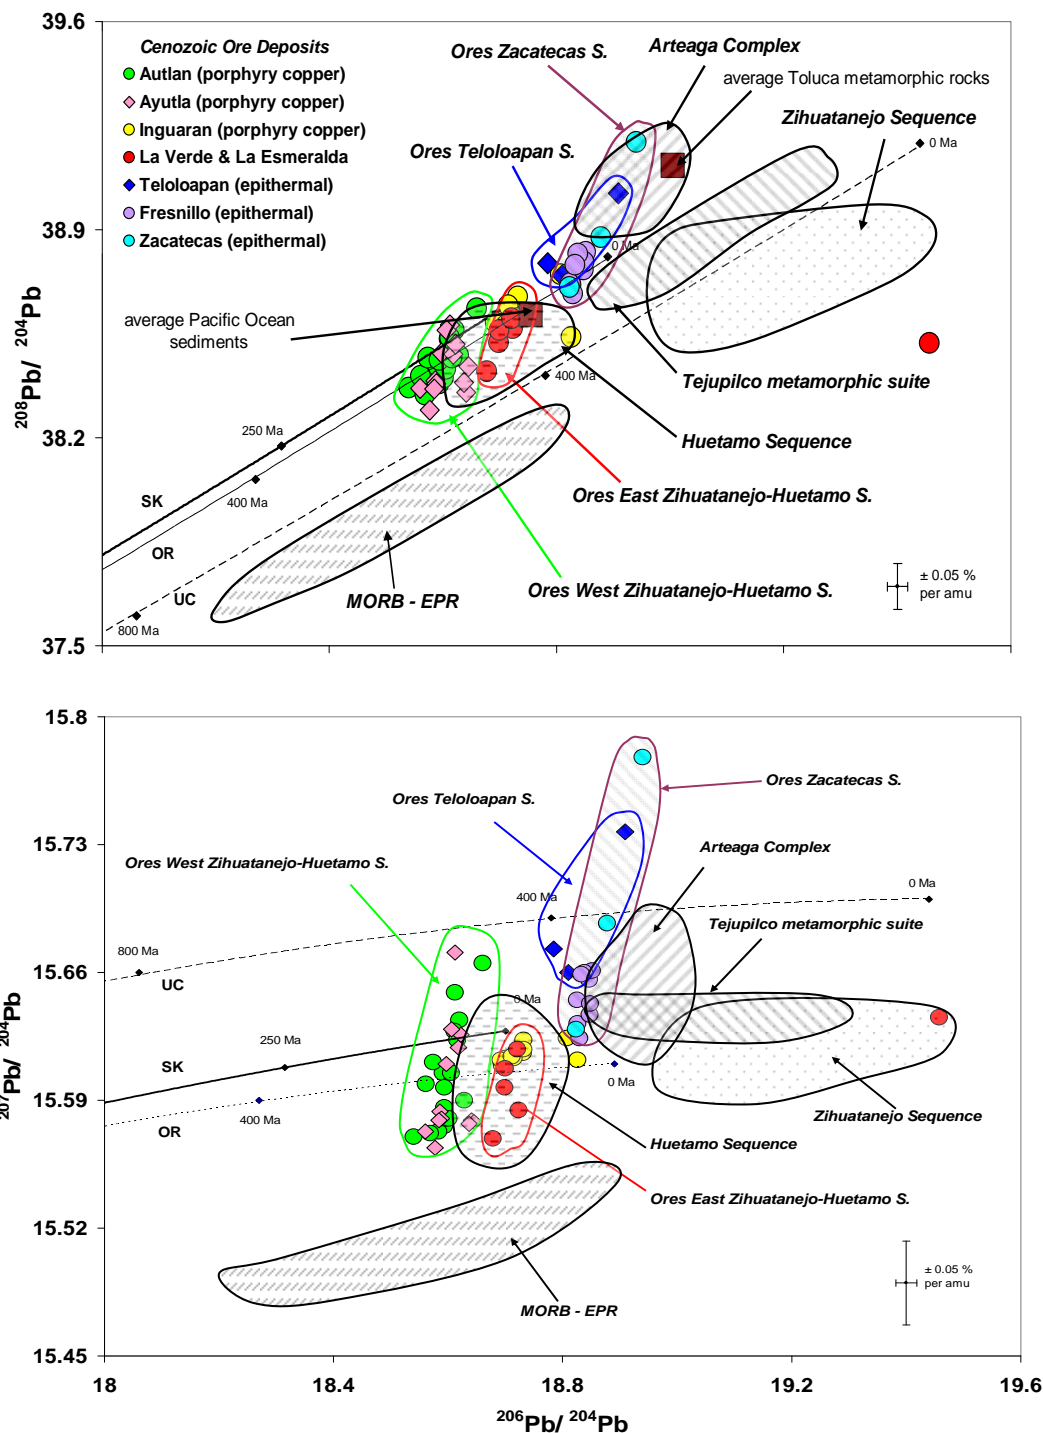 39.6
Cenozoic Ore Deposits
Autlan (porphyry copper)
Ayutla (porphyry copper)
Inguaran (porphyry copper)
La Verde & La Esmeralda
Teloloapan (epithermal)
Fresnillo (epithermal)
Zacatecas (epithermal)
Ores Zacatecas S.
Arteaga Complex
average Toluca metamorphic rocks
Zihuatanejo Sequence
0 Ma
Ores Teloloapan S.
38.9
0 Ma
average Pacific Ocean
sediments
400 Ma
Tejupilco metamorphic suite
208Pb/ 204Pb
38.2
250 Ma
Huetamo Sequence
400 Ma
SK
Ores East Zihuatanejo-Huetamo S.
OR
± 0.05 %
per amu
UC
MORB - EPR
Ores West Zihuatanejo-Huetamo S.
800 Ma
37.5
15.8
Ores Zacatecas S.
Ores Teloloapan S.
15.73
Arteaga Complex
Ores West Zihuatanejo-Huetamo S.
0 Ma
400 Ma
Tejupilco metamorphic suite
800 Ma
15.66
UC
0 Ma
207Pb/ 204Pb
250 Ma
SK
0 Ma
15.59
400 Ma
OR
Zihuatanejo Sequence
Huetamo Sequence
Ores East Zihuatanejo-Huetamo S.
15.52
± 0.05 %
per amu
MORB - EPR
15.45
18
18.4
18.8
19.2
19.6
206Pb/ 204Pb